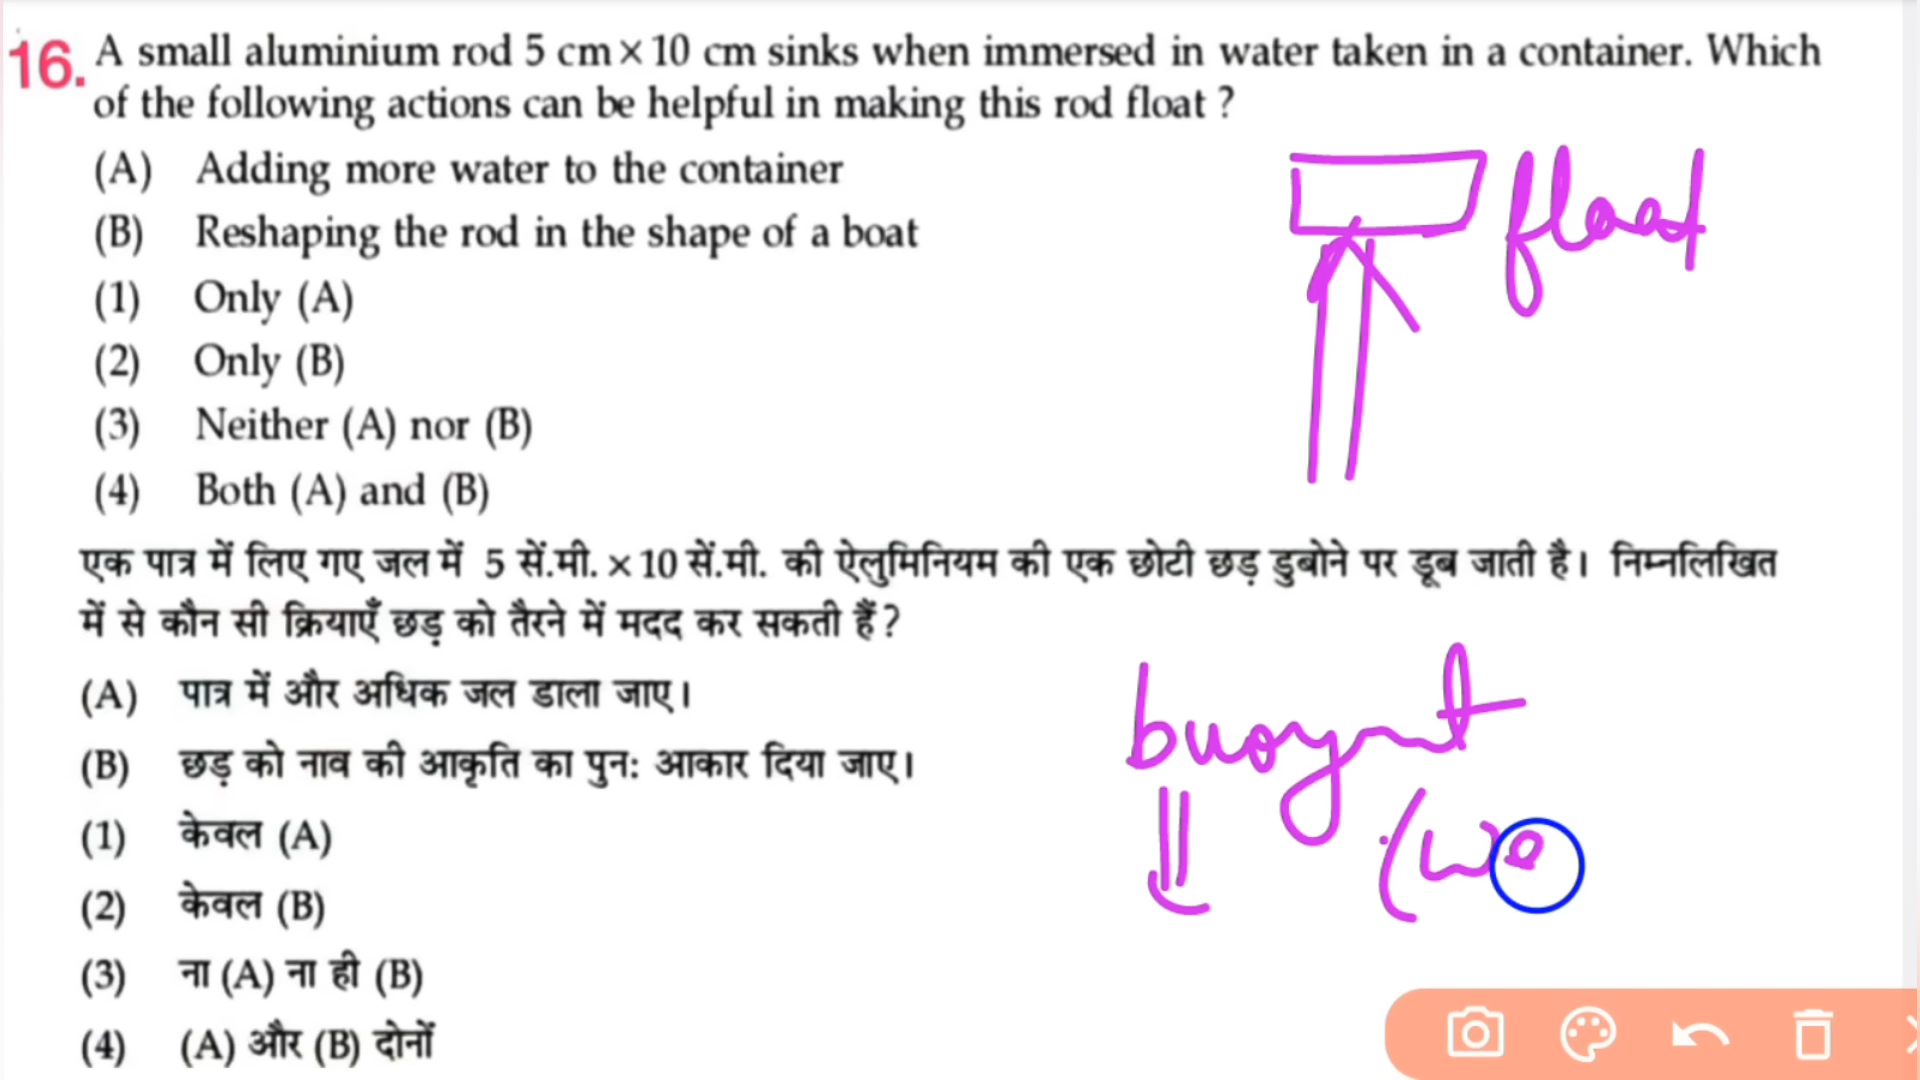 16. A small aluminium rod 5 cm × 10 cm sinks when immersed in water taken in a container. Which
of the following actions can be helpful in making this rod float ?
(A) Adding more water to the container
(B) Reshaping the rod in the shape of a boat
(1) Only (A)
(2) Only (B)
(3) Neither (A) nor (B)
(4) Both (A) and (B)
float
एक पात्र में लिए गए जल में 5 सें.मी. × 10 सें.मी. की ऐलुमिनियम की एक छोटी छड़ डुबोने पर डूब जाती है। निम्नलिखित
में से कौन सी क्रियाएँ छड़ को तैरने में मदद कर सकती हैं?
(A) पात्र में और अधिक जल डाला जाए।
(B) छड़ को नाव की आकृति का पुन: आकार दिया जाए।
(1) केवल (A)
(2) केवल (B)
(3) ना (A) ना ही (B)
(4) (A) और (B) दोनों
buoynt
(we